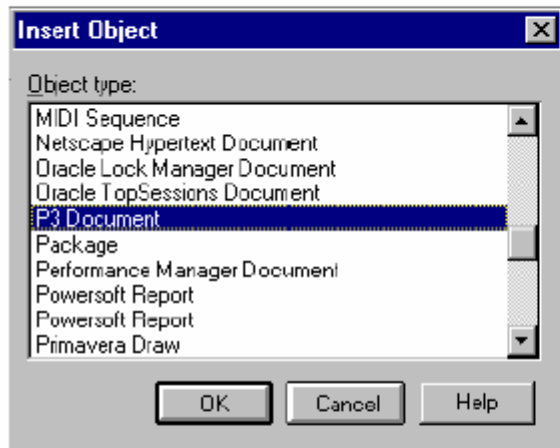 Insert Object
Object type:
MIDI Sequence
Netscape Hypertext Document
Oracle Lock Manager Document
Oracle TopSessions Document
P3 Document
Package
Performance Manager Document
Powersoft Report
Powersoft Report
Primavera Draw
OK Cancel Help